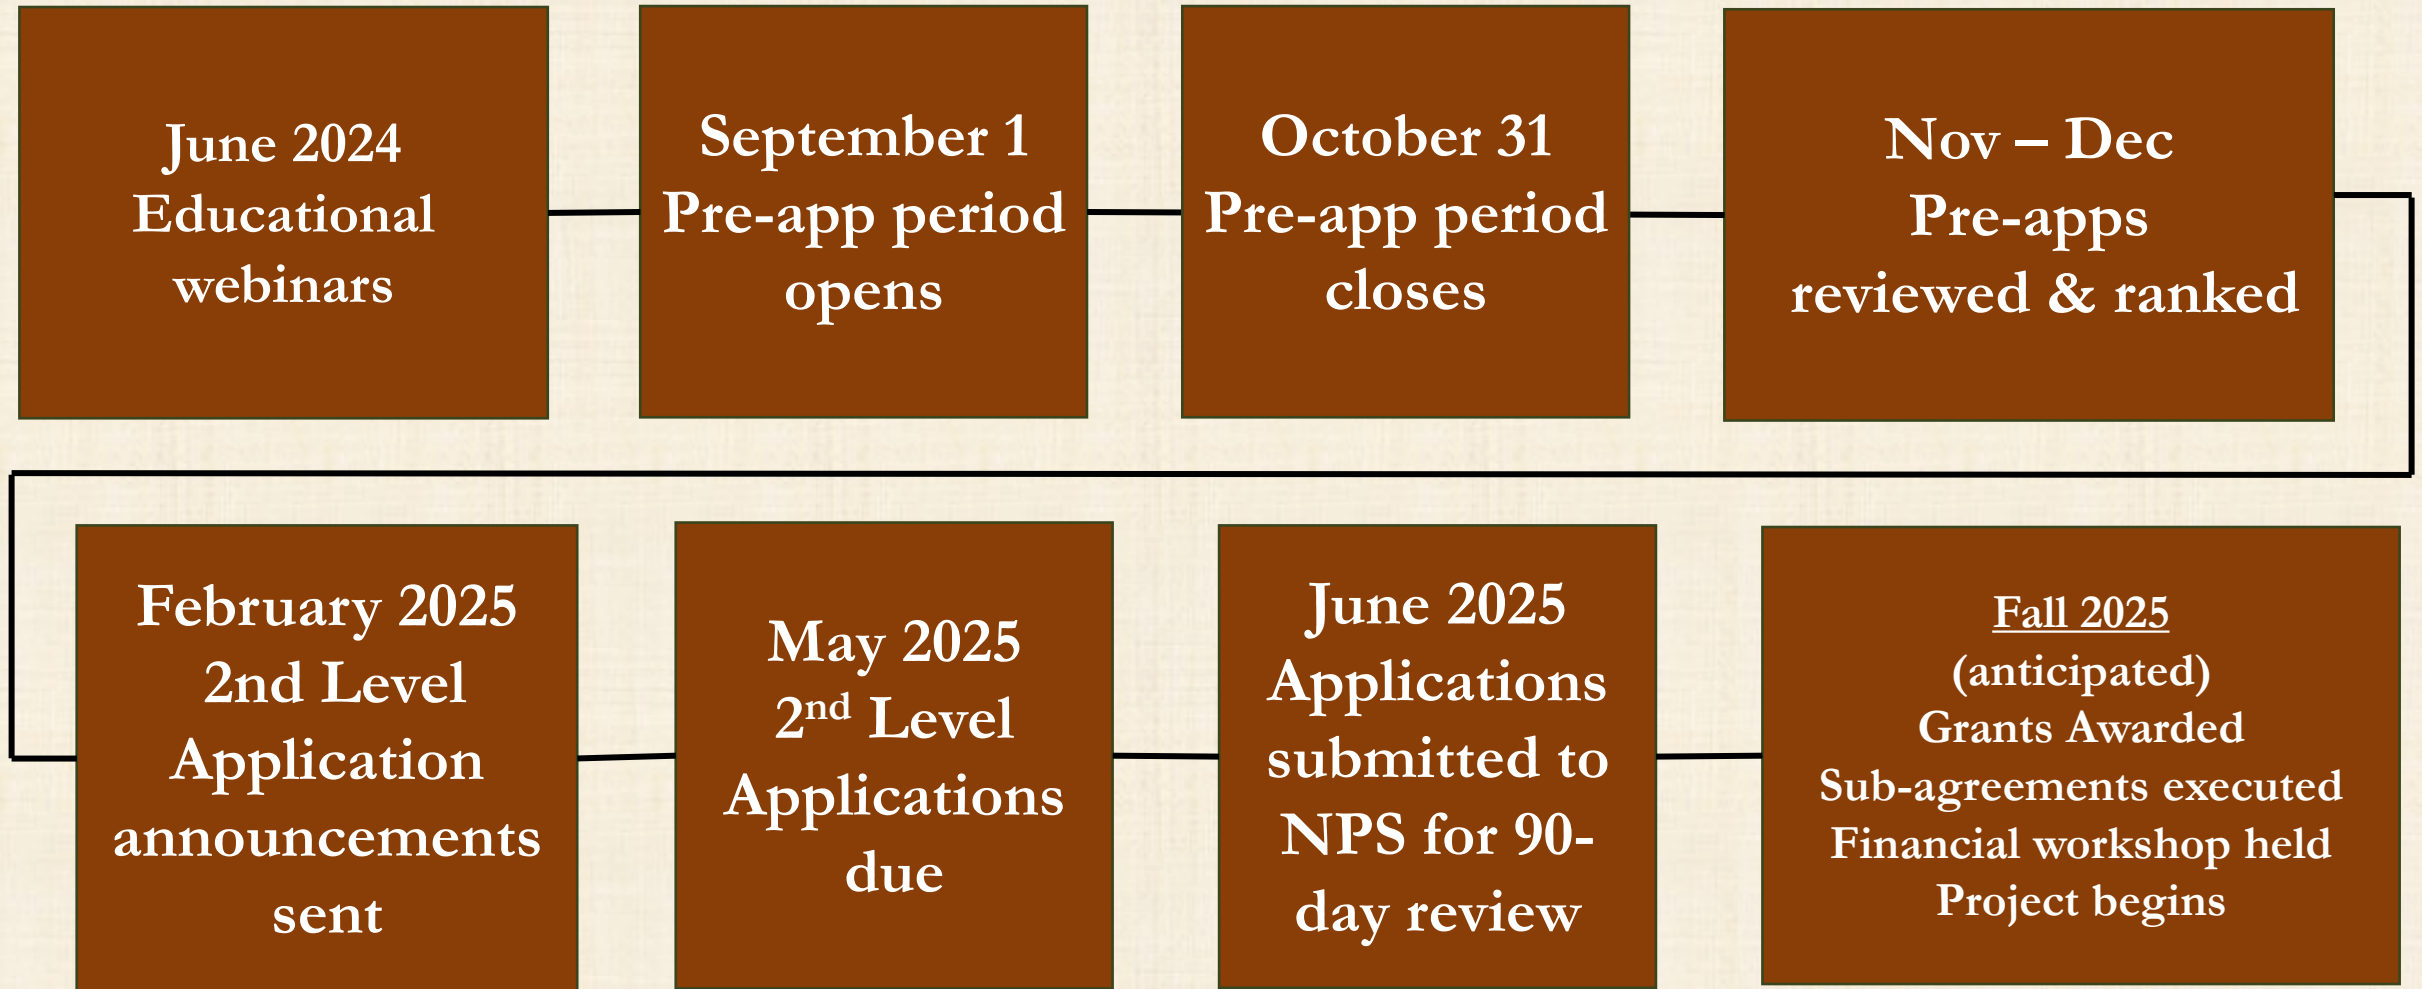 June 2024
Educational
webinars
September 1
Pre-app period
opens
October 31
Pre-app period
closes
Nov – Dec
Pre-apps
reviewed & ranked
February 2025
2nd Level
Application
announcements
sent
May 2025
2nd Level
Applications
due
June 2025
Applications
submitted to
NPS for 90-
day review
Fall 2025
(anticipated)
Grants Awarded
Sub-agreements executed
Financial workshop held
Project begins